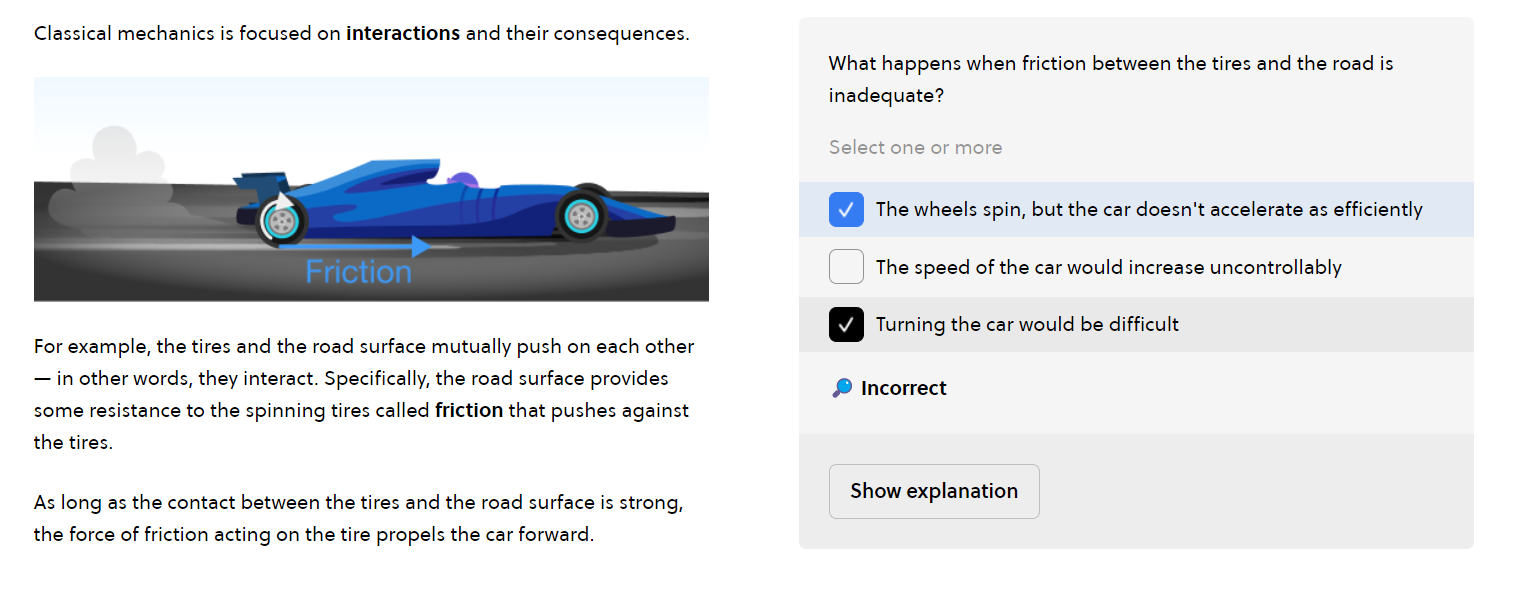 Classical mechanics is focused on interactions and their consequences.
Friction
For example, the tires and the road surface mutually push on each other
— in other words, they interact. Specifically, the road surface provides
some resistance to the spinning tires called friction that pushes against
the tires.
As long as the contact between the tires and the road surface is strong,
the force of friction acting on the tire propels the car forward.
What happens when friction between the tires and the road is
inadequate?
Select one or more
The wheels spin, but the car doesn't accelerate as efficiently
The speed of the car would increase uncontrollably
Turning the car would be difficult
Incorrect
Show explanation